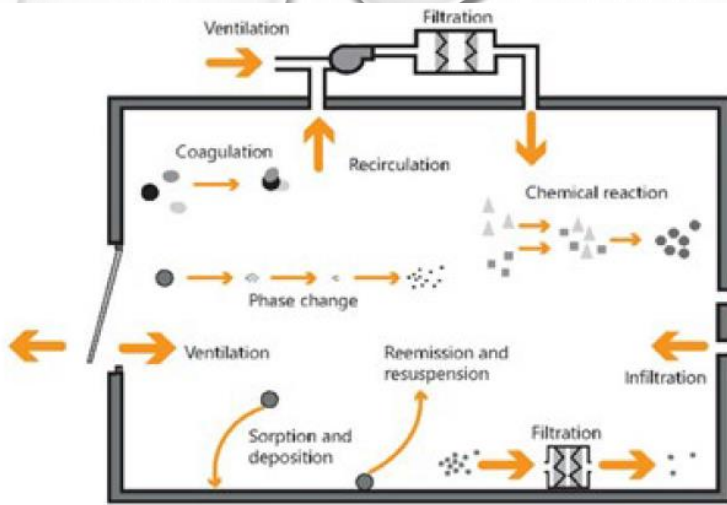 Filtration
Ventilation
Coagulation
Recirculation
Chemical reaction
Phase change
Ventilation
Reemission and
resuspension
Infiltration
Sorption and
deposition
Filtration